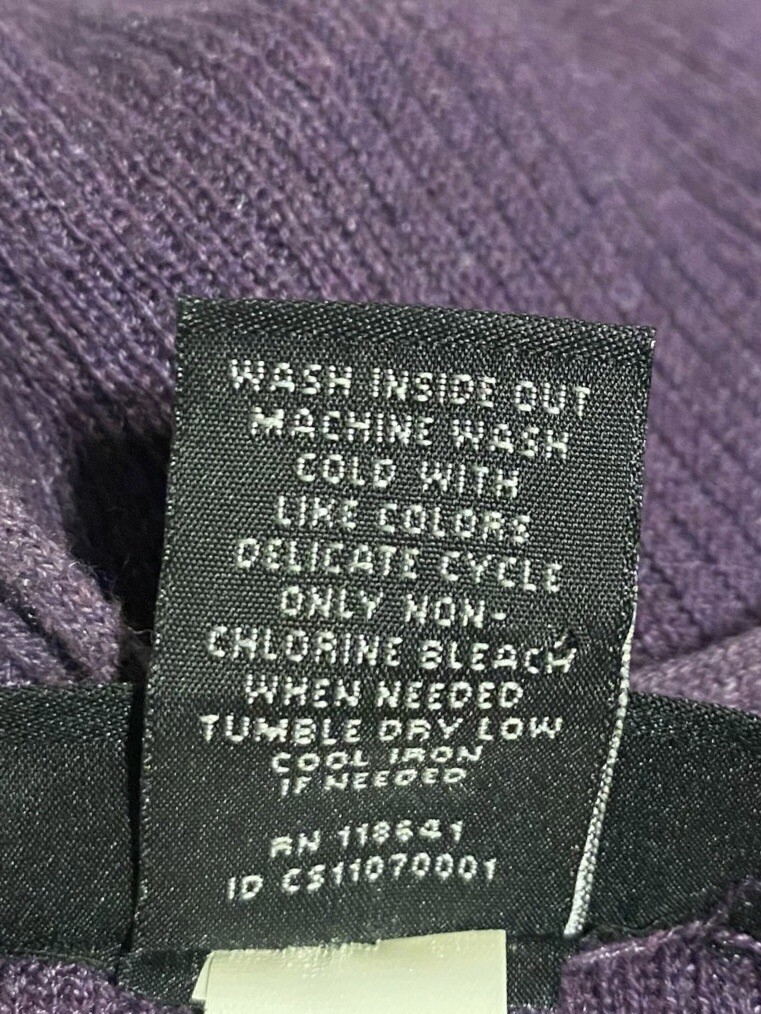 WASH INSIDE OUT
MACHINE WASH
COLD WITH
LIKE COLORS
DELICATE CYCLE
ONLY NON-
CHLORINE BLEACH
WHEN NEEDED
TUMBLE DRY LOW
COOL IRON
IF NEEDED
RN 118641
ID CS11070001